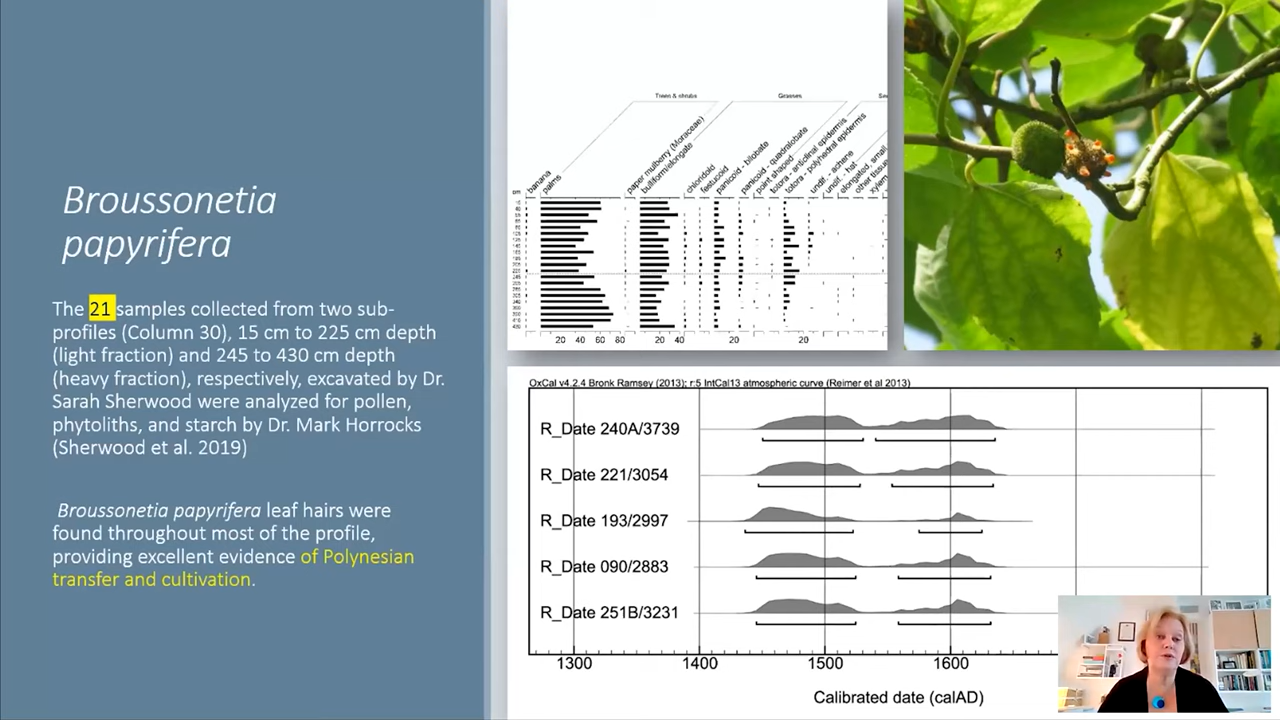 Broussonetia
papyrifera
The 21 samples collected from two sub-
profiles (Column 30), 15 cm to 225 cm depth
(light fraction) and 245 to 430 cm depth
(heavy fraction), respectively, excavated by Dr.
Sarah Sherwood were analyzed for pollen,
phytoliths, and starch by Dr. Mark Horrocks
(Sherwood et al. 2019)
Broussonetia papyrifera leaf hairs were
found throughout most of the profile,
providing excellent evidence of Polynesian
transfer and cultivation.
Trees & shrubs
Grasses
cm
banana
palms
paper mulberry (Moraceae)
bulliform/elongate
chloridoid
festucoid
panicoid - bilobate
panicoid - quadralobate
point shaped
totora - anticlinal epidermis
totora - polyhedral epidermis
undif. - achene
undif. - hat
elongated, small
other tissue
xylem
20 40 60 80 20 40 20 20
OxCal v4.2.4 Bronk Ramsey (2013); r:5 IntCal13 atmospheric curve (Reimer et al 2013)
R_Date 240A/3739
R_Date 221/3054
R_Date 193/2997
R_Date 090/2883
R_Date 251B/3231
1300 1400 1500 1600
Calibrated date (calAD)